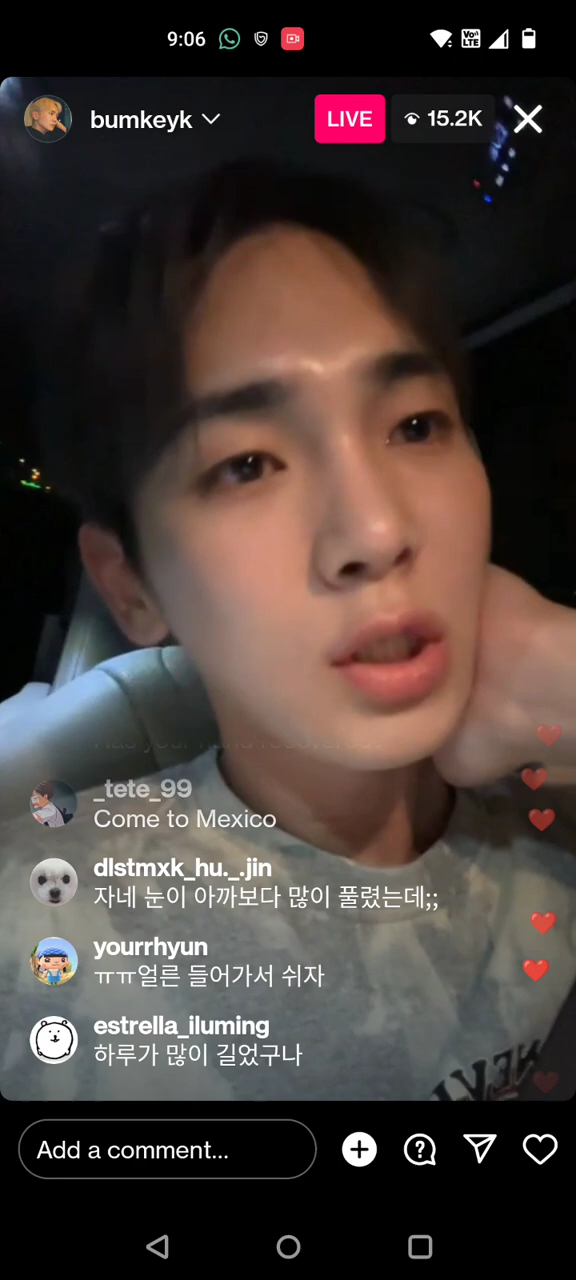 9:06
bumkeyk
LIVE
15.2K
_tete_99
Come to Mexico
dlstmxk_hu._.jin
자네 눈이 아까보다 많이 풀렸는데;;
yourrhyun
ㅠㅠ얼른 들어가서 쉬자
estrella_iluming
하루가 많이 길었구나
Add a comment...